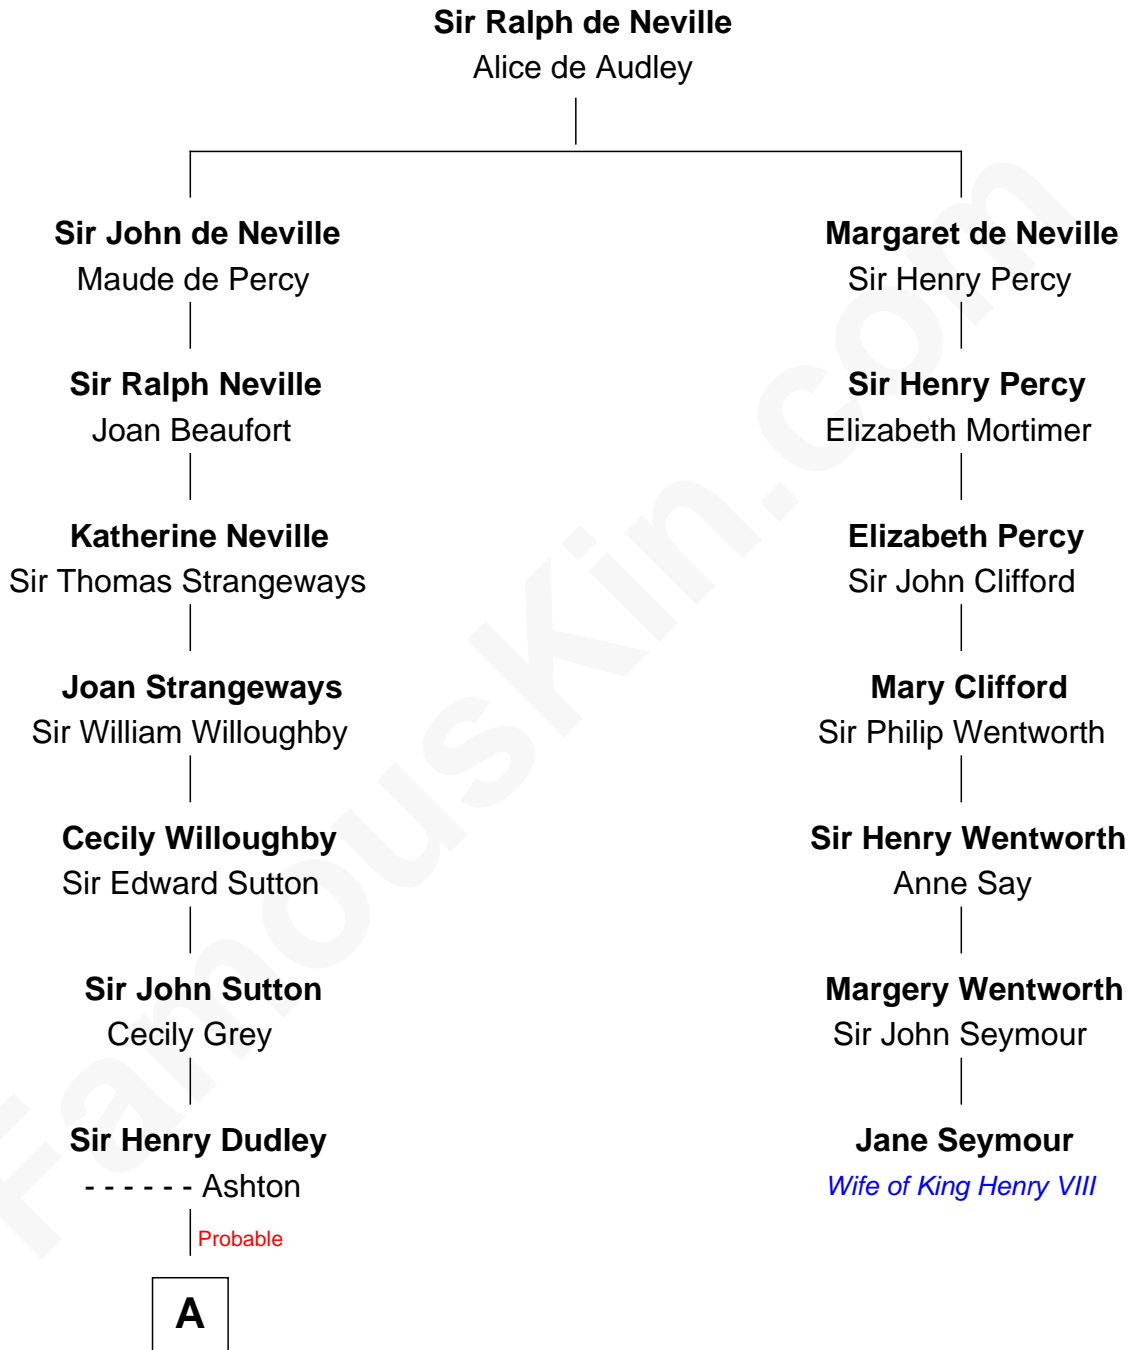 Sir Ralph de Neville
Alice de Audley
Sir John de Neville
Maude de Percy
Margaret de Neville
Sir Henry Percy
Sir Ralph Neville
Joan Beaufort
Sir Henry Percy
Elizabeth Mortimer
Katherine Neville
Sir Thomas Strangeways
Elizabeth Percy
Sir John Clifford
Joan Strangeways
Sir William Willoughby
Mary Clifford
Sir Philip Wentworth
Cecily Willoughby
Sir Edward Sutton
Sir Henry Wentworth
Anne Say
Sir John Sutton
Cecily Grey
Margery Wentworth
Sir John Seymour
Sir Henry Dudley
- - - - - - Ashton
Jane Seymour
Wife of King Henry VIII
Probable
A
FamousKin.com